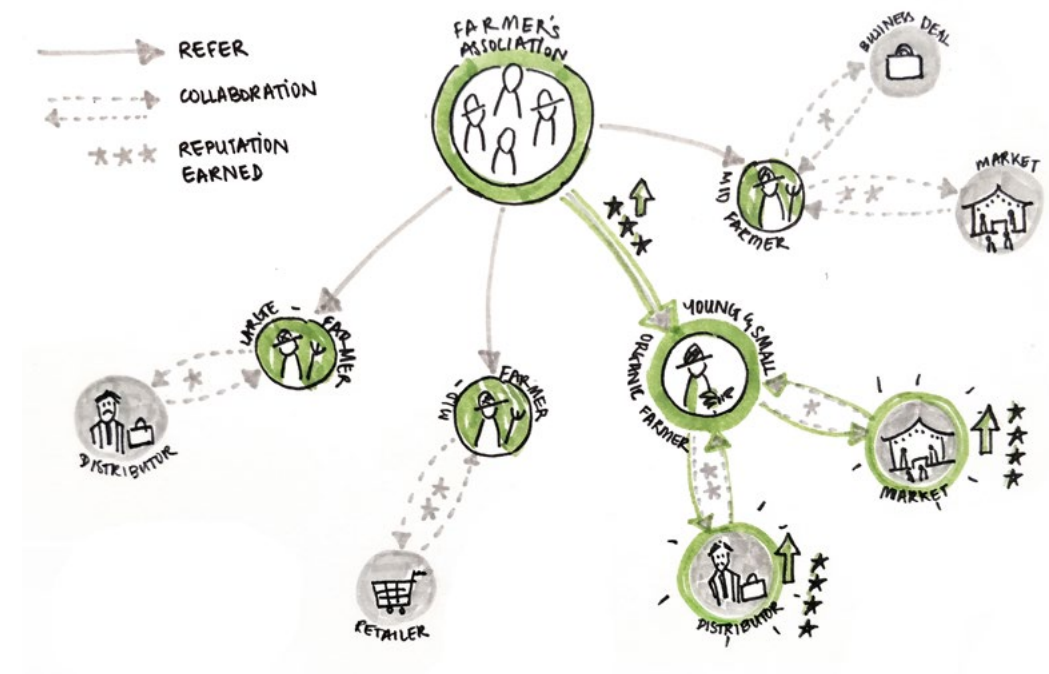 REFER
COLLABORATION
REPUTATION
EARNED
FARMER'S
ASSOCIATION
BUSINESS DEAL
MARKET
MID FARMER
LARGE - FARMER
DISTRIBUTOR
MID - FARMER
RETAILER
YOUNG & SMALL
ORGANIC FARMER
MARKET
DISTRIBUTOR